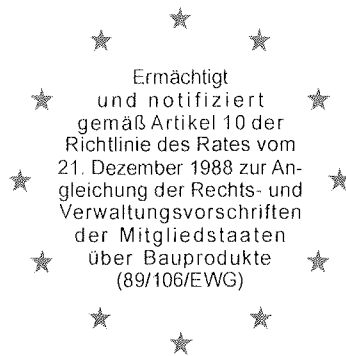 Ermächtigt
und notifiziert
gemäß Artikel 10 der
Richtlinie des Rates vom
21. Dezember 1988 zur An-
gleichung der Rechts- und
Verwaltungsvorschriften
der Mitgliedstaaten
über Bauprodukte
(89/106/EWG)